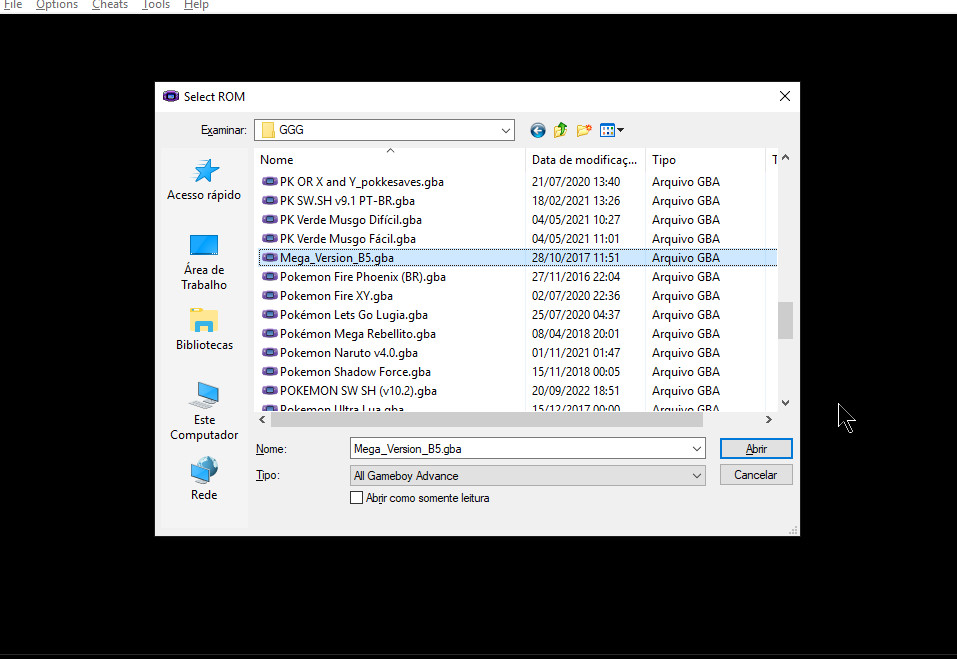 File Options Cheats Tools Help
Select ROM
Examinar: GGG
Nome Data de modificaç... Tipo T
PK OR X and Y_pokkesaves.gba 21/07/2020 13:40 Arquivo GBA
PK SW.SH v9.1 PT-BR.gba 18/02/2021 13:26 Arquivo GBA
PK Verde Musgo Difícil.gba 04/05/2021 10:27 Arquivo GBA
PK Verde Musgo Fácil.gba 04/05/2021 11:01 Arquivo GBA
Mega_Version_B5.gba 28/10/2017 11:51 Arquivo GBA
Pokemon Fire Phoenix (BR).gba 27/11/2016 22:04 Arquivo GBA
Pokemon Fire XY.gba 02/07/2020 22:36 Arquivo GBA
Pokémon Lets Go Lugia.gba 25/07/2020 04:37 Arquivo GBA
Pokémon Mega Rebellito.gba 08/04/2018 20:01 Arquivo GBA
Pokemon Naruto v4.0.gba 01/11/2021 01:47 Arquivo GBA
Pokemon Shadow Force.gba 15/11/2018 00:05 Arquivo GBA
POKEMON SW SH (v10.2).gba 20/09/2022 18:51 Arquivo GBA
Pokemon Ultra Lua.gba 15/12/2017 00:00 Arquivo GBA
Acesso rápido
Área de
Trabalho
Bibliotecas
Este
Computador
Rede
Nome: Mega_Version_B5.gba Abrir
Tipo: All Gameboy Advance Cancelar
Abrir como somente leitura